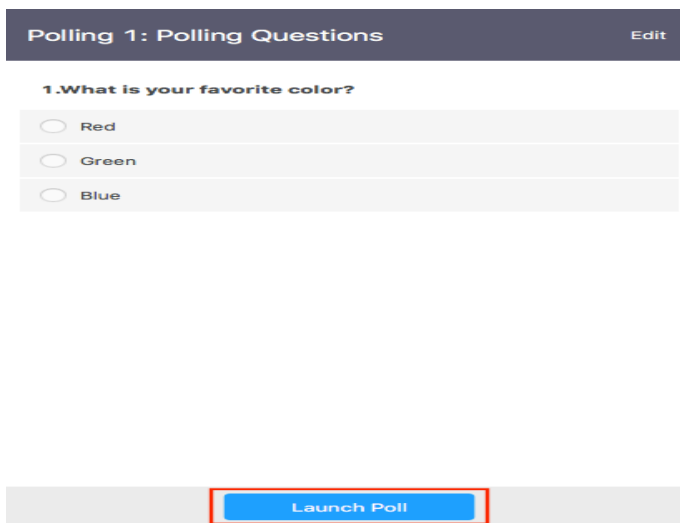 Polling 1: Polling Questions Edit
1.What is your favorite color?
Red
Green
Blue
Launch Poll